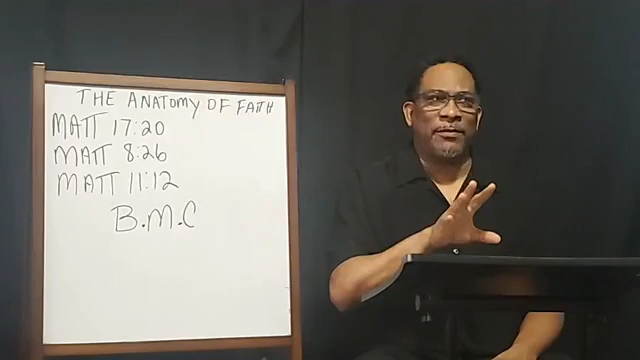 THE ANATOMY OF FAITH
MATT 17:20
MATT 8:26
MATT 11:12
B.M.C